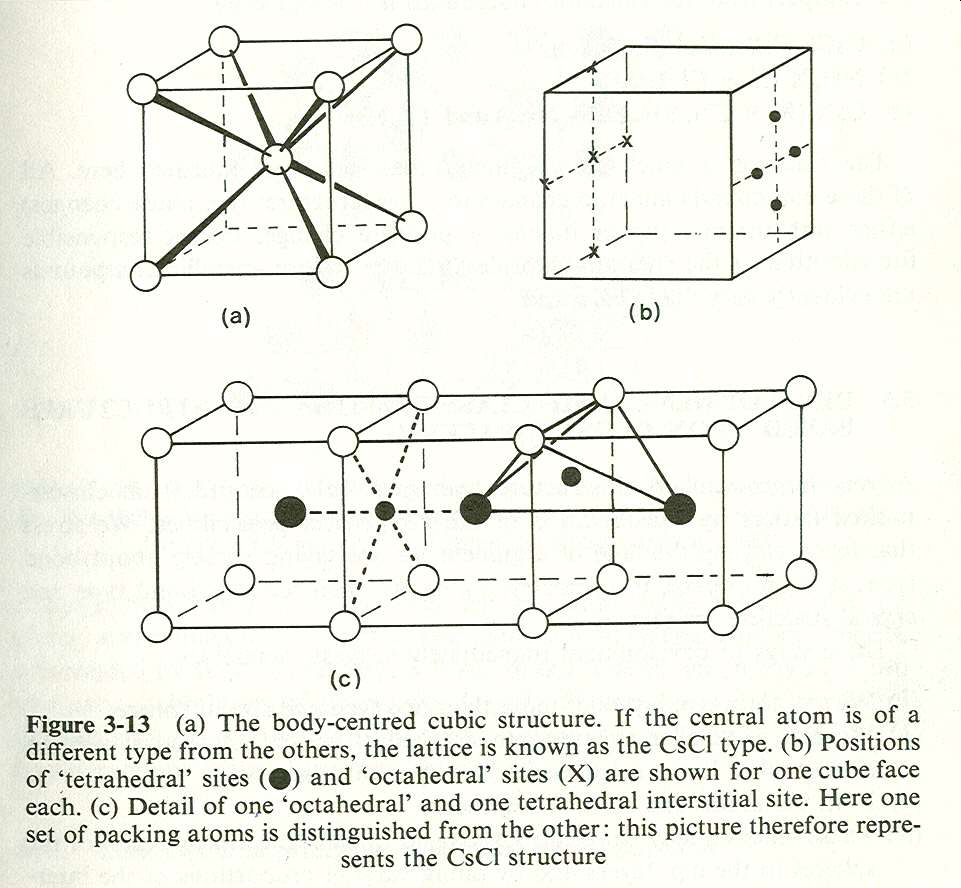 (a)
(b)
(c)
Figure 3-13 (a) The body-centred cubic structure. If the central atom is of a
different type from the others, the lattice is known as the CsCl type. (b) Positions
of ‘tetrahedral’ sites (●) and ‘octahedral’ sites (X) are shown for one cube face
each. (c) Detail of one ‘octahedral’ and one tetrahedral interstitial site. Here one
set of packing atoms is distinguished from the other: this picture therefore repre-
sents the CsCl structure